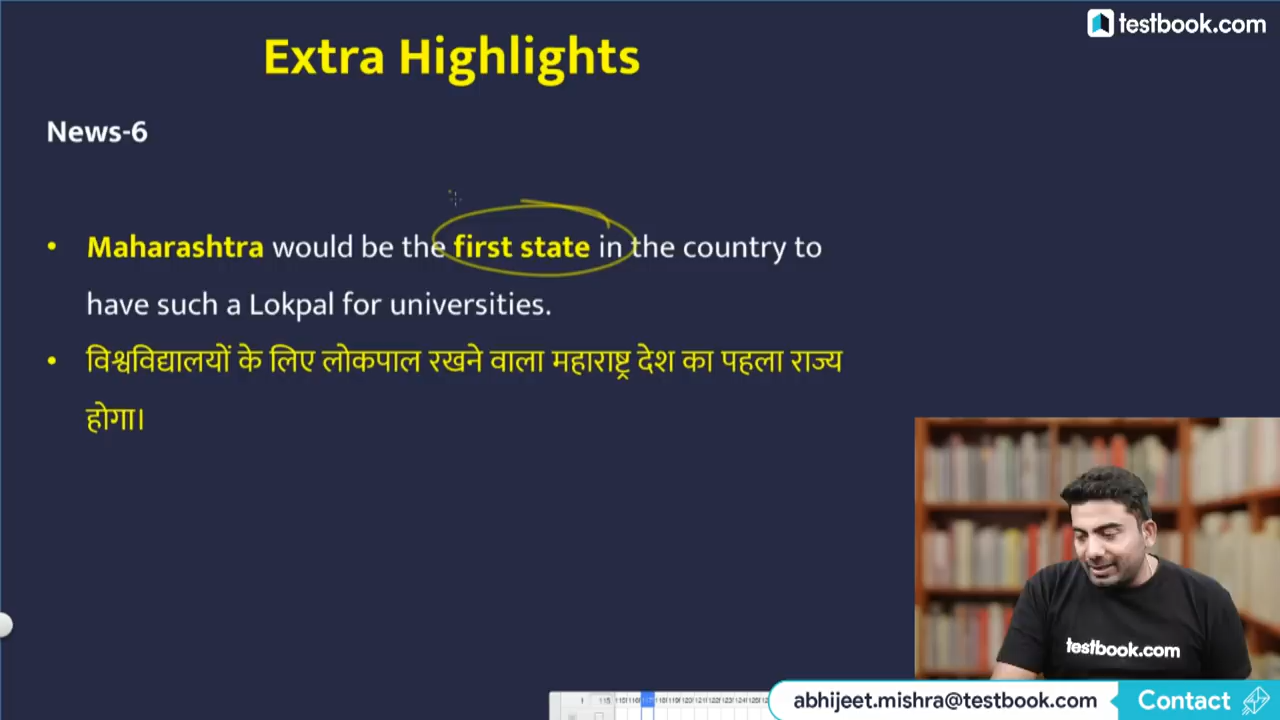 testbook.com
Extra Highlights
News-6
• Maharashtra would be the first state in the country to
have such a Lokpal for universities.
• विश्वविद्यालयों के लिए लोकपाल रखने वाला महाराष्ट्र देश का पहला राज्य
होगा।
testbook.com
abhijeet.mishra@testbook.com Contact